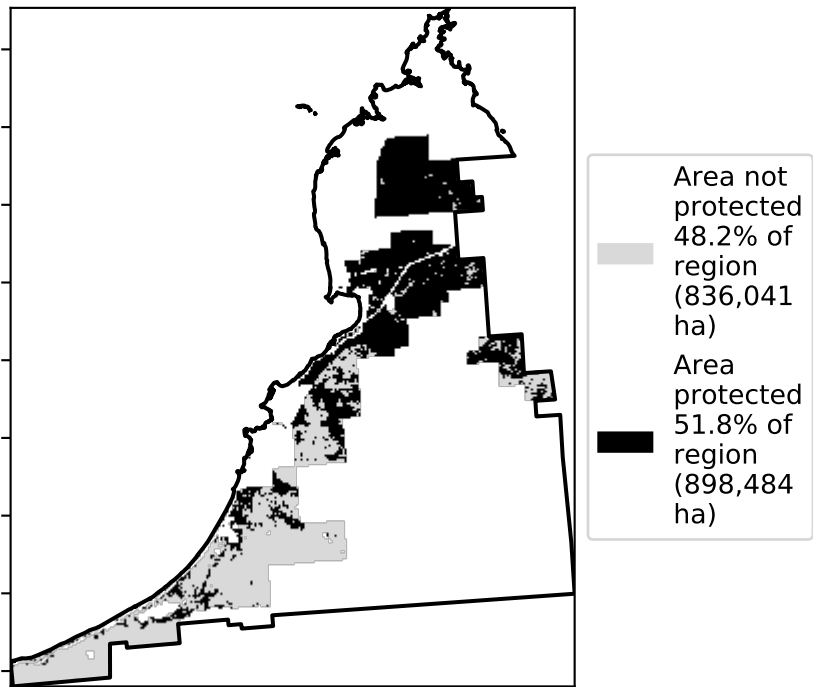 Area not
protected
48.2% of
region
(836,041
ha)
Area
protected
51.8% of
region
(898,484
ha)